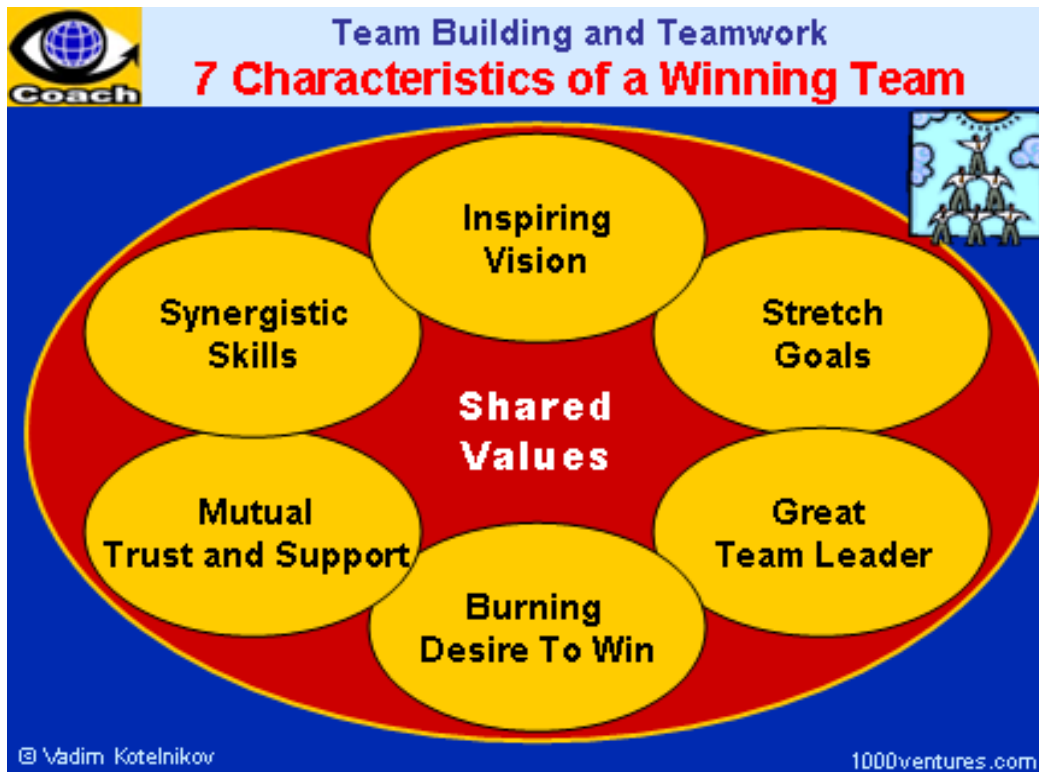 Coach
Team Building and Teamwork
7 Characteristics of a Winning Team
Inspiring
Vision
Synergistic
Skills
Stretch
Goals
Shared
Values
Mutual
Trust and Support
Great
Team Leader
Burning
Desire To Win
© Vadim Kotelnikov
1000ventures.com